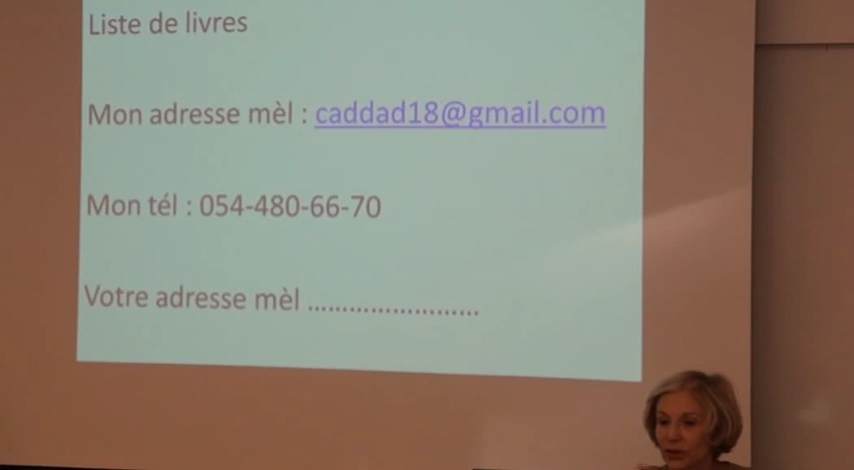 Liste de livres
Mon adresse mèl : caddad18@gmail.com
Mon tél : 054-480-66-70
Votre adresse mèl ........................